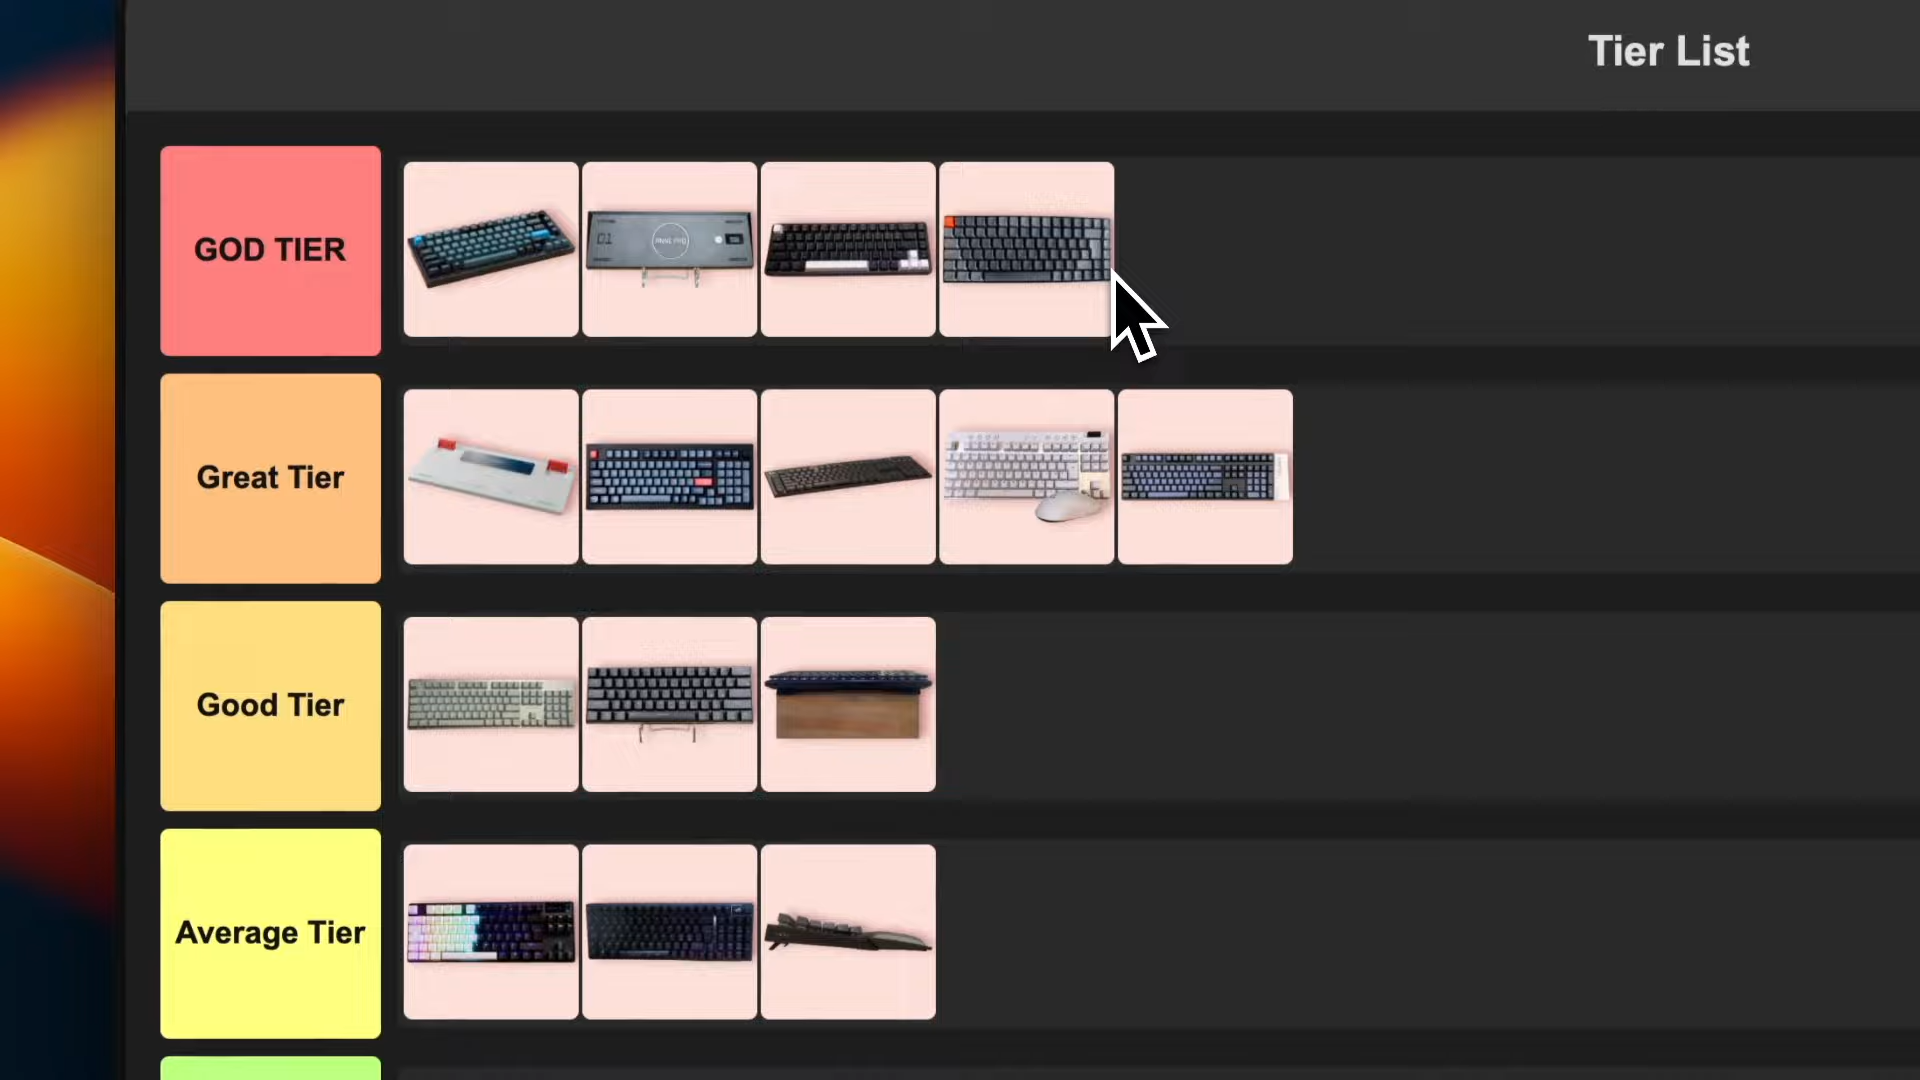 Tier List
GOD TIER
Great Tier
Good Tier
Average Tier